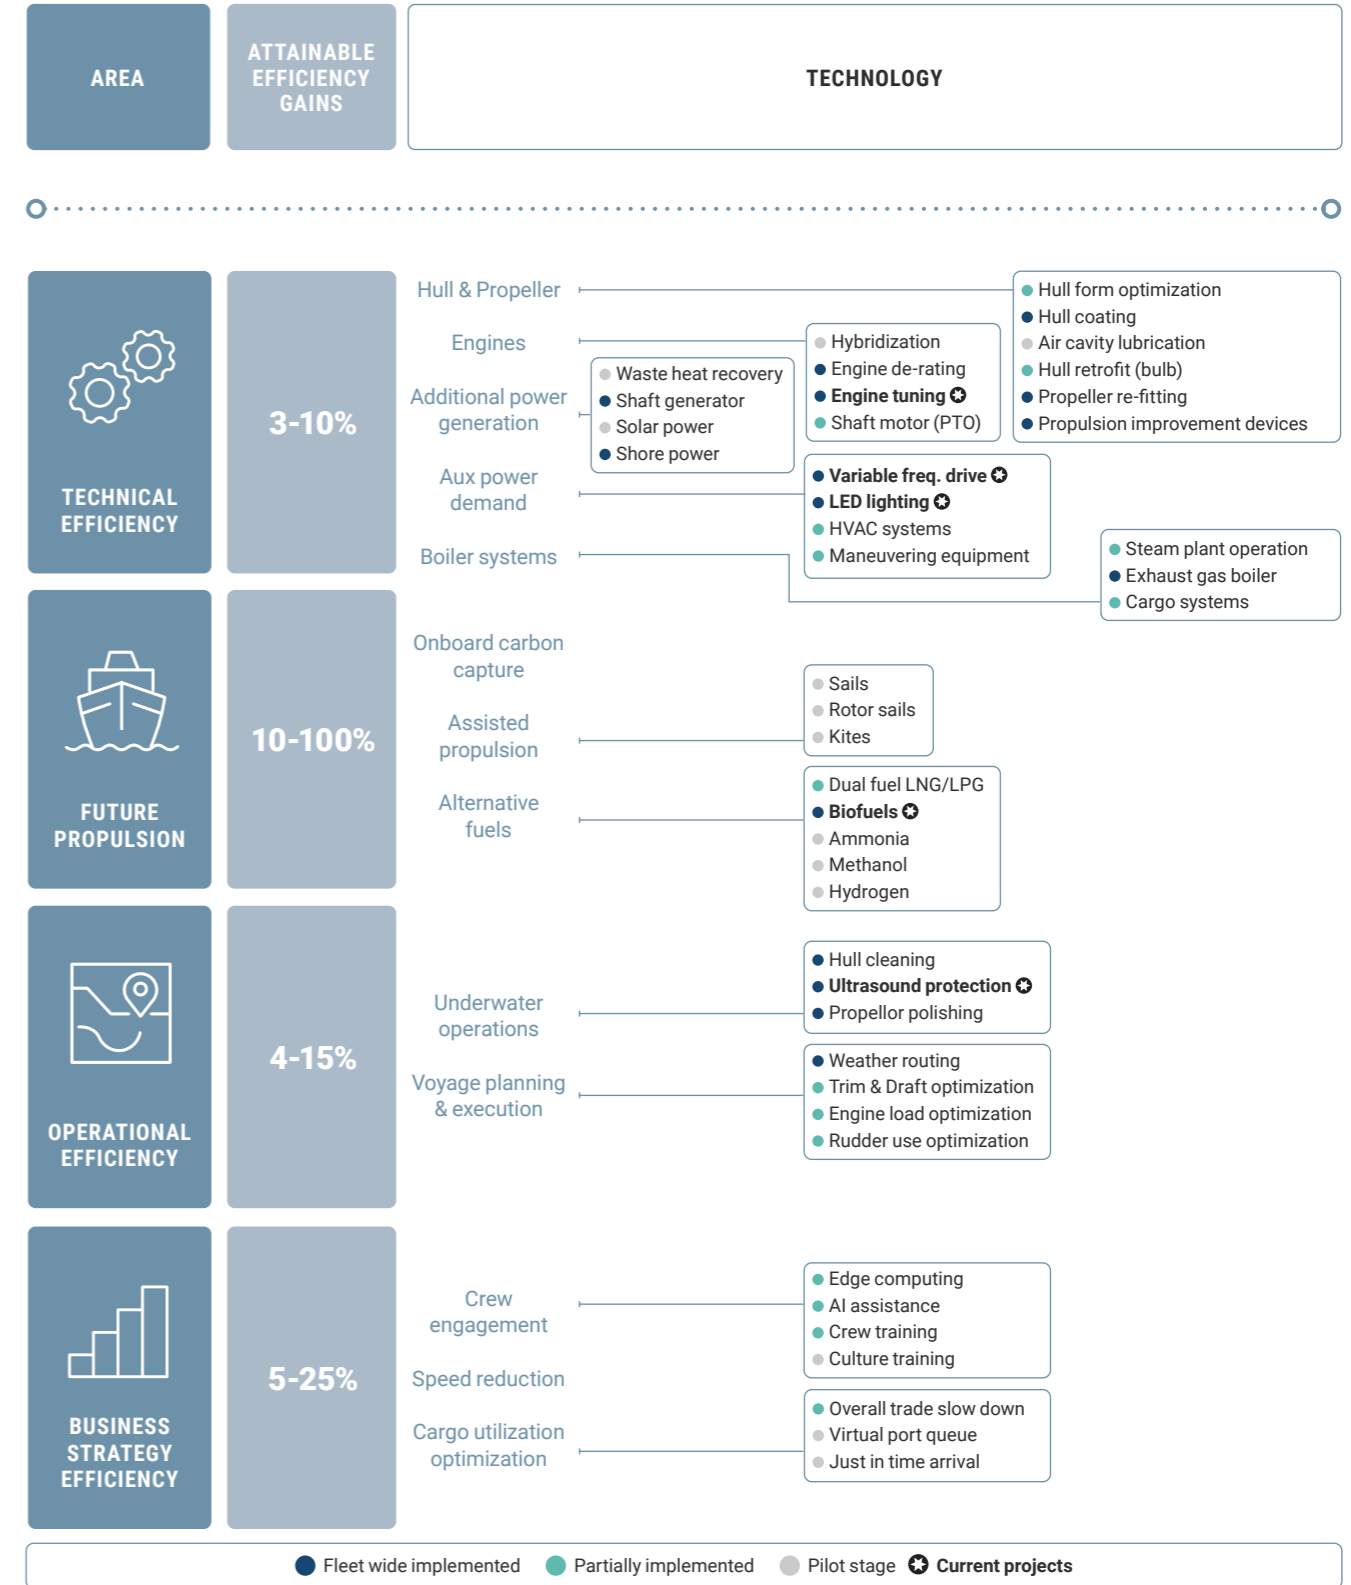 AREA
ATTAINABLE
EFFICIENCY
GAINS
TECHNOLOGY
TECHNICAL
EFFICIENCY
3-10%
Hull & Propeller
Hull form optimization
Hull coating
Air cavity lubrication
Hull retrofit (bulb)
Propeller re-fitting
Propulsion improvement devices
Engines
Hybridization
Engine de-rating
Engine tuning
Shaft motor (PTO)
Additional power
generation
Waste heat recovery
Shaft generator
Solar power
Shore power
Aux power
demand
Variable freq. drive
LED lighting
HVAC systems
Maneuvering equipment
Boiler systems
Steam plant operation
Exhaust gas boiler
Cargo systems
FUTURE
PROPULSION
10-100%
Onboard carbon
capture
Assisted
propulsion
Sails
Rotor sails
Kites
Alternative
fuels
Dual fuel LNG/LPG
Biofuels
Ammonia
Methanol
Hydrogen
OPERATIONAL
EFFICIENCY
4-15%
Underwater
operations
Hull cleaning
Ultrasound protection
Propellor polishing
Voyage planning
& execution
Weather routing
Trim & Draft optimization
Engine load optimization
Rudder use optimization
BUSINESS
STRATEGY
EFFICIENCY
5-25%
Crew
engagement
Edge computing
AI assistance
Crew training
Culture training
Speed reduction
Cargo utilization
optimization
Overall trade slow down
Virtual port queue
Just in time arrival
Fleet wide implemented
Partially implemented
Pilot stage
Current projects